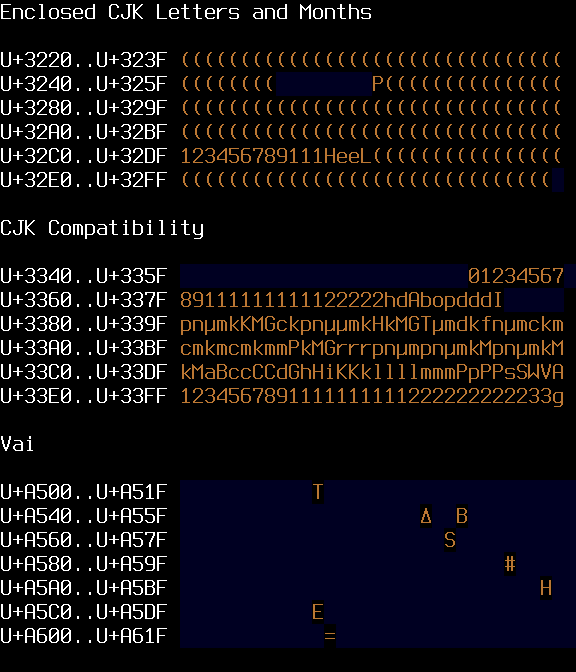 Enclosed CJK Letters and Months
U+3220..U+323F ((((((((((((((((((((((((((((((((
U+3240..U+325F ((((((((        P(((((((((((((((
U+3280..U+329F ((((((((((((((((((((((((((((((((
U+32A0..U+32BF ((((((((((((((((((((((((((((((((
U+32C0..U+32DF 123456789111HeeL((((((((((((((((
U+32E0..U+32FF (((((((((((((((((((((((((((((((
CJK Compatibility
U+3340..U+335F                         01234567
U+3360..U+337F 89111111111122222hdAbopdddI
U+3380..U+339F pnµmkKMGckpnµµmkHkMGTµmdkfnµmckm
U+33A0..U+33BF cmkmcmkmmPkMGrrrpnµmpnµmkMpnµmkM
U+33C0..U+33DF kMaBccCCdGhHiKKkllllmmmPpPPsSWVA
U+33E0..U+33FF 1234567891111111111222222222233g
Vai
U+A500..U+A51F            T
U+A540..U+A55F                     Δ  B
U+A560..U+A57F                       S
U+A580..U+A59F                            #
U+A5A0..U+A5BF                               H
U+A5C0..U+A5DF            E
U+A600..U+A61F             =